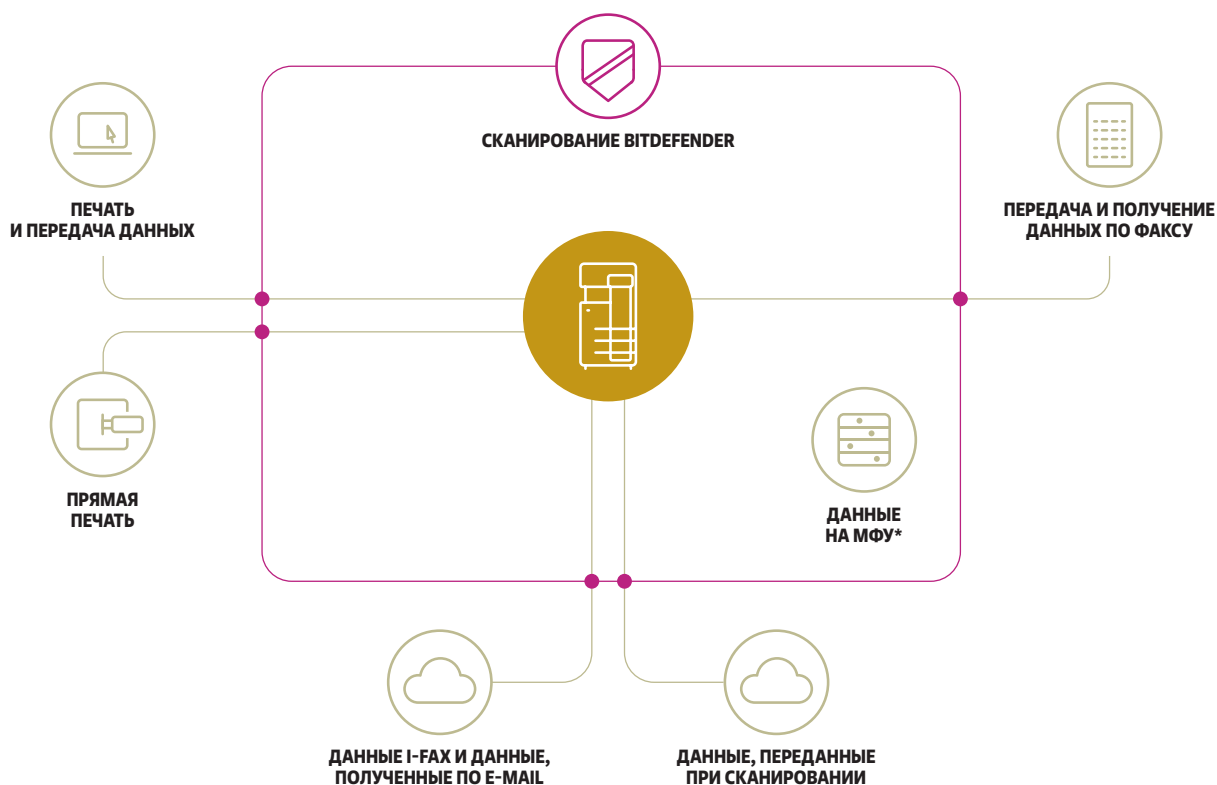 СКАНИРОВАНИЕ BITDEFENDER
ПЕЧАТЬ
И ПЕРЕДАЧА ДАННЫХ
ПЕРЕДАЧА И ПОЛУЧЕНИЕ
ДАННЫХ ПО ФАКСУ
ПРЯМАЯ
ПЕЧАТЬ
ДАННЫЕ
НА МФУ*
ДАННЫЕ I-FAX И ДАННЫЕ,
ПОЛУЧЕННЫЕ ПО E-MAIL
ДАННЫЕ, ПЕРЕДАННЫЕ
ПРИ СКАНИРОВАНИИ